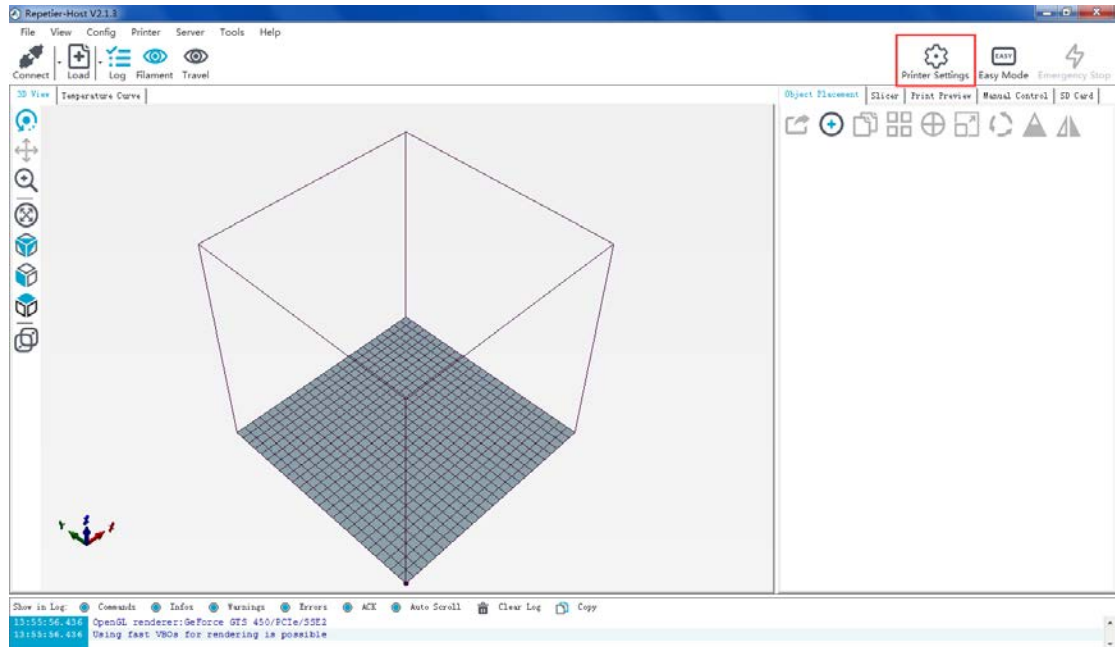 Repetier-Host V2.1.3
File View Config Printer Server Tools Help
Connect Load Log Filament Travel Printer Settings Easy Mode Emergency Stop
EASY
3D View Temperature Curve Object Placement Slicer Print Preview Manual Control SD Card
Y Z X
Show in Log: Commands Infos Warnings Errors ACK Auto Scroll Clear Log Copy
13:55:56.436 OpenGL renderer:GeForce GTS 450/PCIe/SSE2
13:55:56.436 Using fast VBOs for rendering is possible